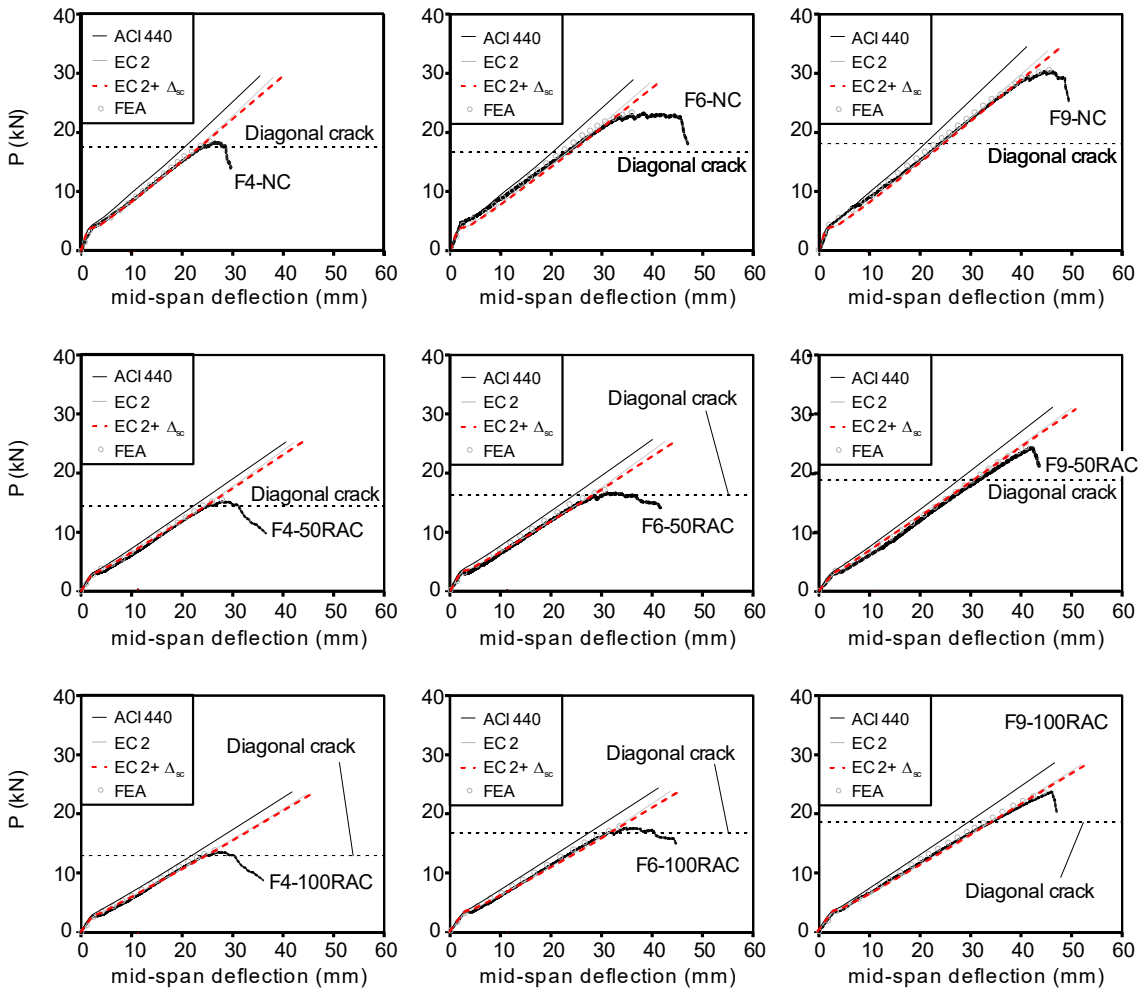 P (kN)
40
30
20
10
0
ACI 440
EC 2
EC 2+ Δsc
FEA
Diagonal crack
F4-NC
0 10 20 30 40 50 60
mid-span deflection (mm)
40
30
20
10
0
ACI 440
EC 2
EC 2+ Δsc
FEA
F6-NC
Diagonal crack
0 10 20 30 40 50 60
mid-span deflection (mm)
40
30
20
10
0
ACI 440
EC 2
EC 2+ Δsc
FEA
F9-NC
Diagonal crack
0 10 20 30 40 50 60
mid-span deflection (mm)
P (kN)
40
30
20
10
0
ACI 440
EC 2
EC 2+ Δsc
FEA
Diagonal crack
F4-50RAC
0 10 20 30 40 50 60
mid-span deflection (mm)
40
30
20
10
0
ACI 440
EC 2
EC 2+ Δsc
FEA
Diagonal crack
F6-50RAC
0 10 20 30 40 50 60
mid-span deflection (mm)
40
30
20
10
0
ACI 440
EC 2
EC 2+ Δsc
FEA
F9-50RAC
Diagonal crack
0 10 20 30 40 50 60
mid-span deflection (mm)
P (kN)
40
30
20
10
0
ACI 440
EC 2
EC 2+ Δsc
FEA
Diagonal crack
F4-100RAC
0 10 20 30 40 50 60
mid-span deflection (mm)
40
30
20
10
0
ACI 440
EC 2
EC 2+ Δsc
FEA
Diagonal crack
F6-100RAC
0 10 20 30 40 50 60
mid-span deflection (mm)
40
30
20
10
0
ACI 440
EC 2
EC 2+ Δsc
FEA
F9-100RAC
Diagonal crack
0 10 20 30 40 50 60
mid-span deflection (mm)